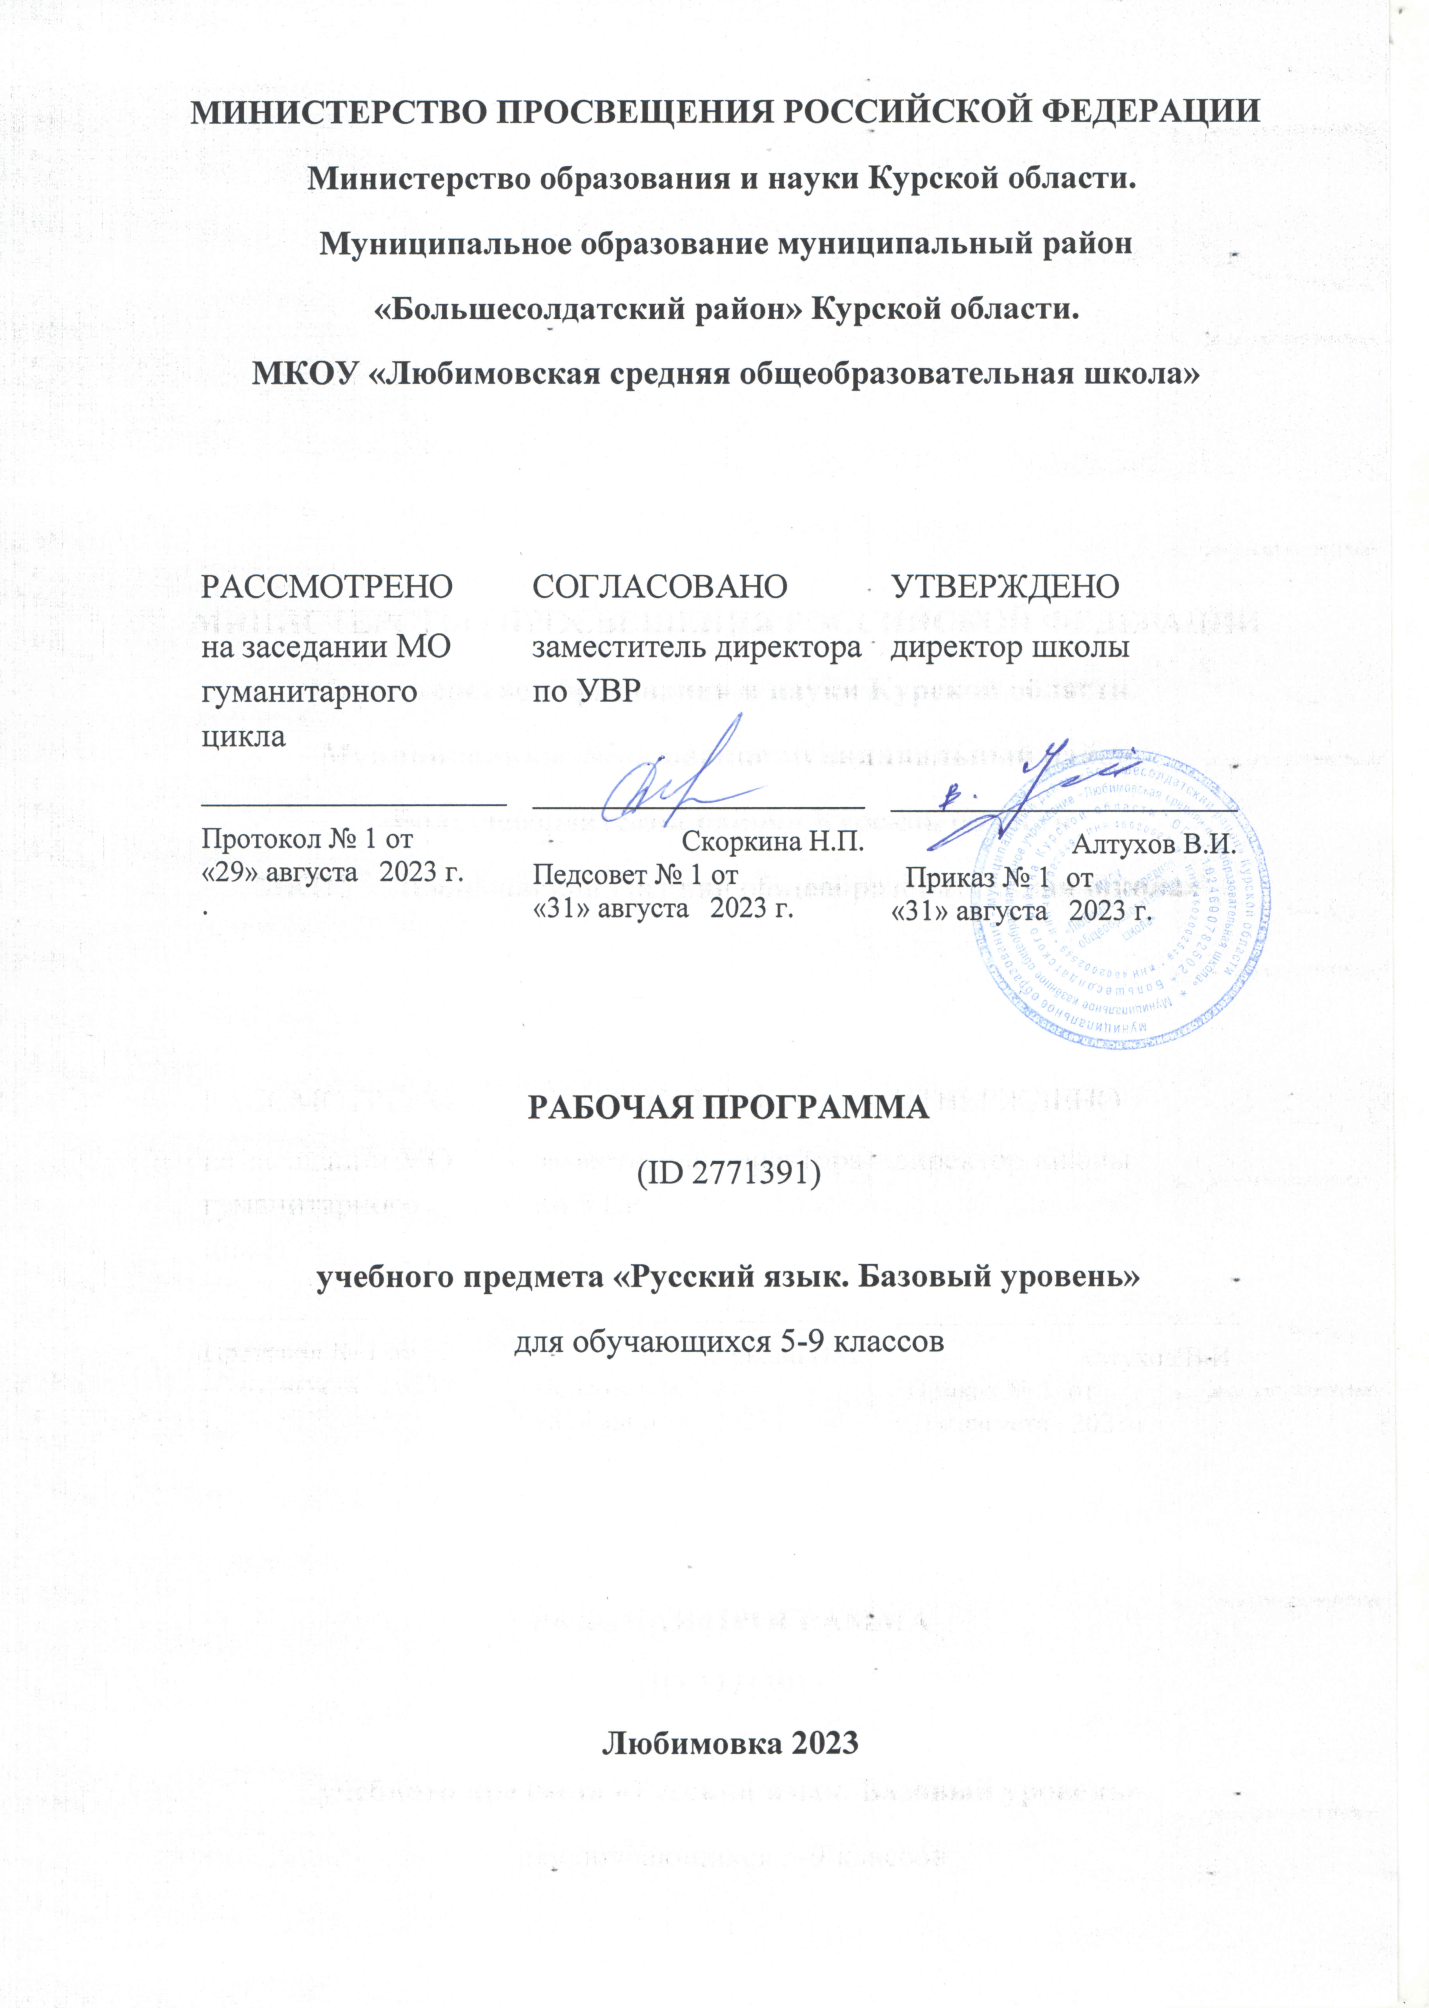 МИНИСТЕРСТВО ПРОСВЕЩЕНИЯ РОССИЙСКОЙ ФЕДЕРАЦИИ
Министерство образования и науки Курской области.
Муниципальное образование муниципальный район
«Большесолдатский район» Курской области.
МКОУ «Любимовская средняя общеобразовательная школа»
РАССМОТРЕНО
на заседании МО
гуманитарного
цикла
Протокол № 1 от
«29» августа 2023 г.
.
СОГЛАСОВАНО
заместитель директора
по УВР
Скоркина Н.П.
Педсовет № 1 от
«31» августа 2023 г.
УТВЕРЖДЕНО
директор школы
Алтухов В.И.
Приказ № 1 от
«31» августа 2023 г.
РАБОЧАЯ ПРОГРАММА
(ID 2771391)
учебного предмета «Русский язык. Базовый уровень»
для обучающихся 5-9 классов
Любимовка 2023